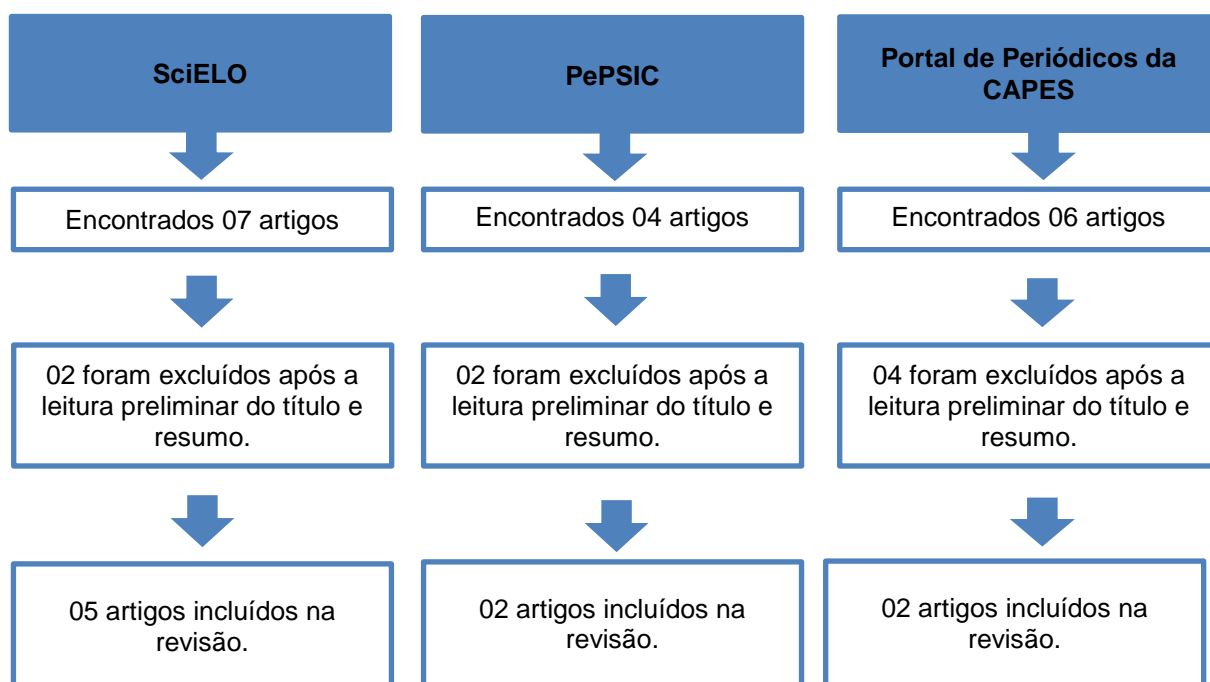 SciELO
Encontrados 07 artigos
02 foram excluídos após a
leitura preliminar do título e
resumo.
05 artigos incluídos na
revisão.
PePSIC
Encontrados 04 artigos
02 foram excluídos após a
leitura preliminar do título e
resumo.
02 artigos incluídos na
revisão.
Portal de Periódicos da
CAPES
Encontrados 06 artigos
04 foram excluídos após a
leitura preliminar do título e
resumo.
02 artigos incluídos na
revisão.